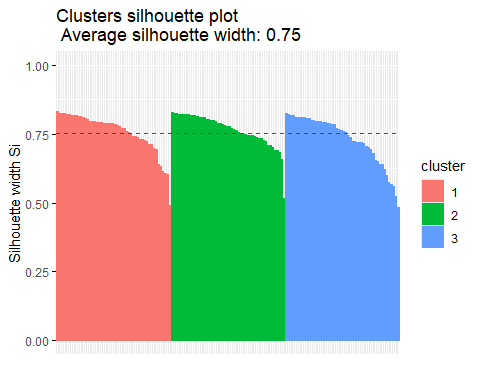 Clusters silhouette plot
Average silhouette width: 0.75
1.00
0.75
0.50
0.25
0.00
Silhouette width Si
cluster
1
2
3